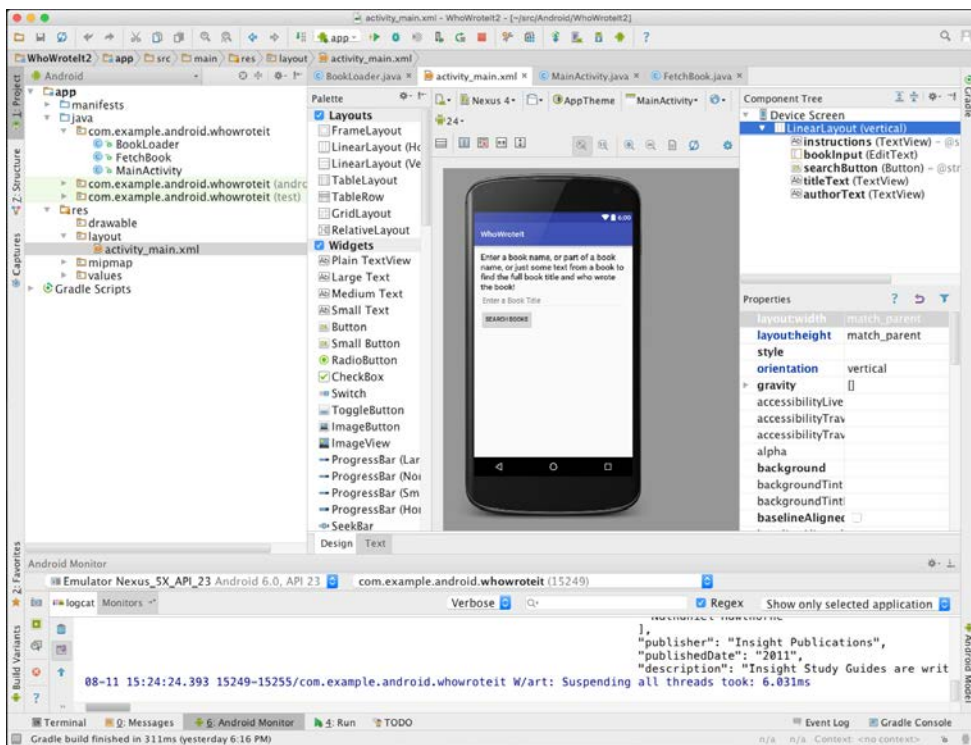 activity_main.xml - WhoWroteIt2 - [~/src/Android/WhoWroteIt2]
app
WhoWroteIt2 app src main res layout activity_main.xml
Android
BookLoader.java activity_main.xml MainActivity.java FetchBook.java
1: Project
Z: Structure
Captures
2: Favorites
Build Variants
Gradle
Android Model
app
manifests
java
com.example.android.whowroteit
BookLoader
FetchBook
MainActivity
com.example.android.whowroteit (andro
com.example.android.whowroteit (test)
res
drawable
layout
activity_main.xml
mipmap
values
Gradle Scripts
Palette
Layouts
FrameLayout
LinearLayout (Ho
LinearLayout (Ve
TableLayout
TableRow
GridLayout
RelativeLayout
Widgets
Plain TextView
Large Text
Medium Text
Small Text
Button
Small Button
RadioButton
CheckBox
Switch
ToggleButton
ImageButton
ImageView
ProgressBar (Lar
ProgressBar (Nor
ProgressBar (Sm
ProgressBar (Hor
SeekBar
Design Text
Nexus 4 AppTheme MainActivity
24
6:00
WhoWroteIt
Enter a book name, or part of a book
name, or just some text from a book to
find the full book title and who wrote
the book!
Enter a Book Title
SEARCH BOOKS
Component Tree
Device Screen
LinearLayout (vertical)
instructions (TextView) - @s
bookInput (EditText)
searchButton (Button) - @str
titleText (TextView)
authorText (TextView)
Properties ?
layout:width match_parent
layout:height match_parent
style
orientation vertical
gravity []
accessibilityLive
accessibilityTrav
accessibilityTrav
alpha
background
backgroundTint
backgroundTint
baselineAligned
Android Monitor
Emulator Nexus_5X_API_23 Android 6.0, API 23 com.example.android.whowroteit (15249)
logcat Monitors Verbose Regex Show only selected application
"Nathaniel Hawthorne"
],
"publisher": "Insight Publications",
"publishedDate": "2011",
"description": "Insight Study Guides are writ
08-11 15:24:24.393 15249-15255/com.example.android.whowroteit W/art: Suspending all threads took: 6.031ms
Terminal 0: Messages 6: Android Monitor 4: Run TODO Event Log Gradle Console
Gradle build finished in 311ms (yesterday 6:16 PM) n/a n/a Context: <no context>